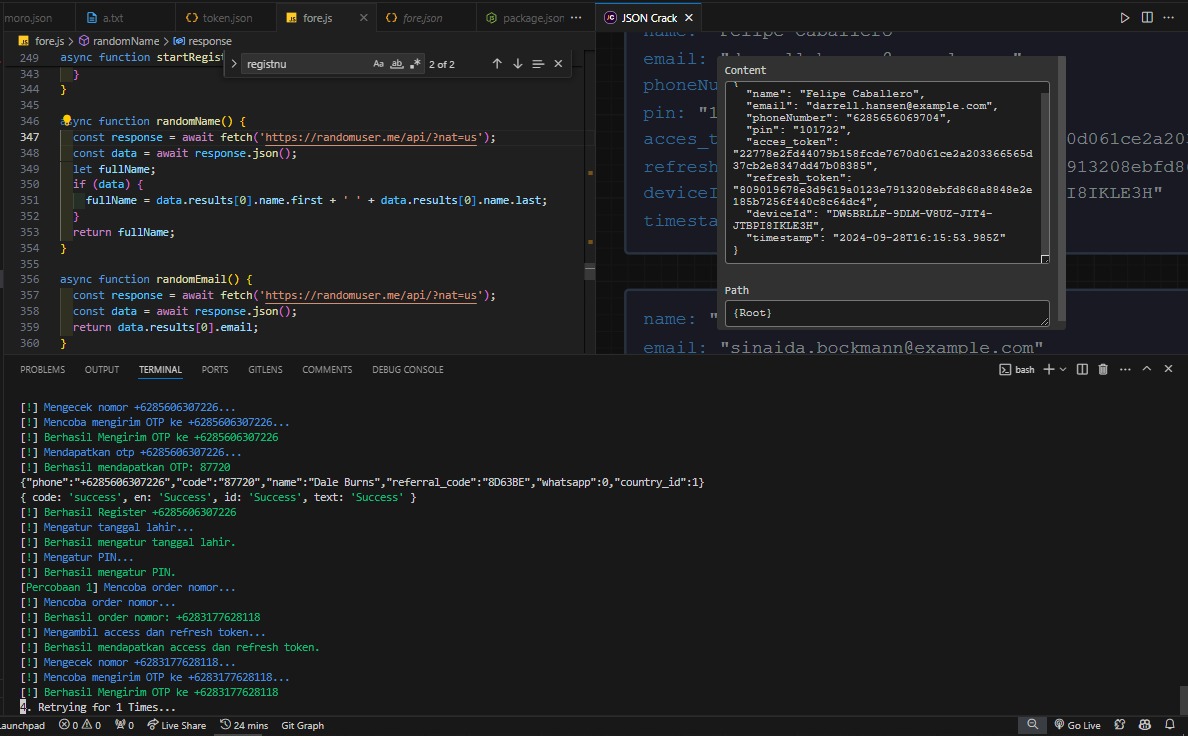 moro.json a.txt token.json fore.js fore.json package.json JSON Crack
fore.js > randomName > response
registnu Aa ab 2 of 2
249 async function startRegist
343 }
344 }
345
346 async function randomName() {
347 const response = await fetch('https://randomuser.me/api/?nat=us');
348 const data = await response.json();
349 let fullName;
350 if (data) {
351 fullName = data.results[0].name.first + ' ' + data.results[0].name.last;
352 }
353 return fullName;
354 }
355
356 async function randomEmail() {
357 const response = await fetch('https://randomuser.me/api/?nat=us');
358 const data = await response.json();
359 return data.results[0].email;
360 }
name: "Felipe Caballero"
email:
phoneNu
pin: "1
acces_t 0d061ce2a203
refresh 913208ebfd86
deviceI I8IKLE3H"
timesta
name: "
email: "sinaida.bockmann@example.com"
Content
{
"name": "Felipe Caballero",
"email": "darrell.hansen@example.com",
"phoneNumber": "6285656069704",
"pin": "101722",
"acces_token":
"22778e2fd44079b158fcde7670d061ce2a203366565d
37cb2e8347dd47b08385",
"refresh_token":
"809019678e3d9619a0123e7913208ebfd868a8848e2e
185b7256f440c8c64dc4",
"deviceId": "DW5BRLLF-9DLM-V8UZ-JIT4-
JTBPI8IKLE3H",
"timestamp": "2024-09-28T16:15:53.985Z"
}
Path
{Root}
PROBLEMS OUTPUT TERMINAL PORTS GITLENS COMMENTS DEBUG CONSOLE bash
[!] Mengecek nomor +6285606307226...
[!] Mencoba mengirim OTP ke +6285606307226...
[!] Berhasil Mengirim OTP ke +6285606307226
[!] Mendapatkan otp +6285606307226...
[!] Berhasil mendapatkan OTP: 87720
{"phone":"+6285606307226","code":"87720","name":"Dale Burns","referral_code":"8D63BE","whatsapp":0,"country_id":1}
{ code: 'success', en: 'Success', id: 'Success', text: 'Success' }
[!] Berhasil Register +6285606307226
[!] Mengatur tanggal lahir...
[!] Berhasil mengatur tanggal lahir.
[!] Mengatur PIN...
[!] Berhasil mengatur PIN.
[Percobaan 1] Mencoba order nomor...
[!] Mencoba order nomor...
[!] Berhasil order nomor: +6283177628118
[!] Mengambil access dan refresh token...
[!] Berhasil mendapatkan access dan refresh token.
[!] Mengecek nomor +6283177628118...
[!] Mencoba mengirim OTP ke +6283177628118...
[!] Berhasil Mengirim OTP ke +6283177628118
4. Retrying for 1 Times...
aunchpad 0 0 0 Live Share 24 mins Git Graph Go Live